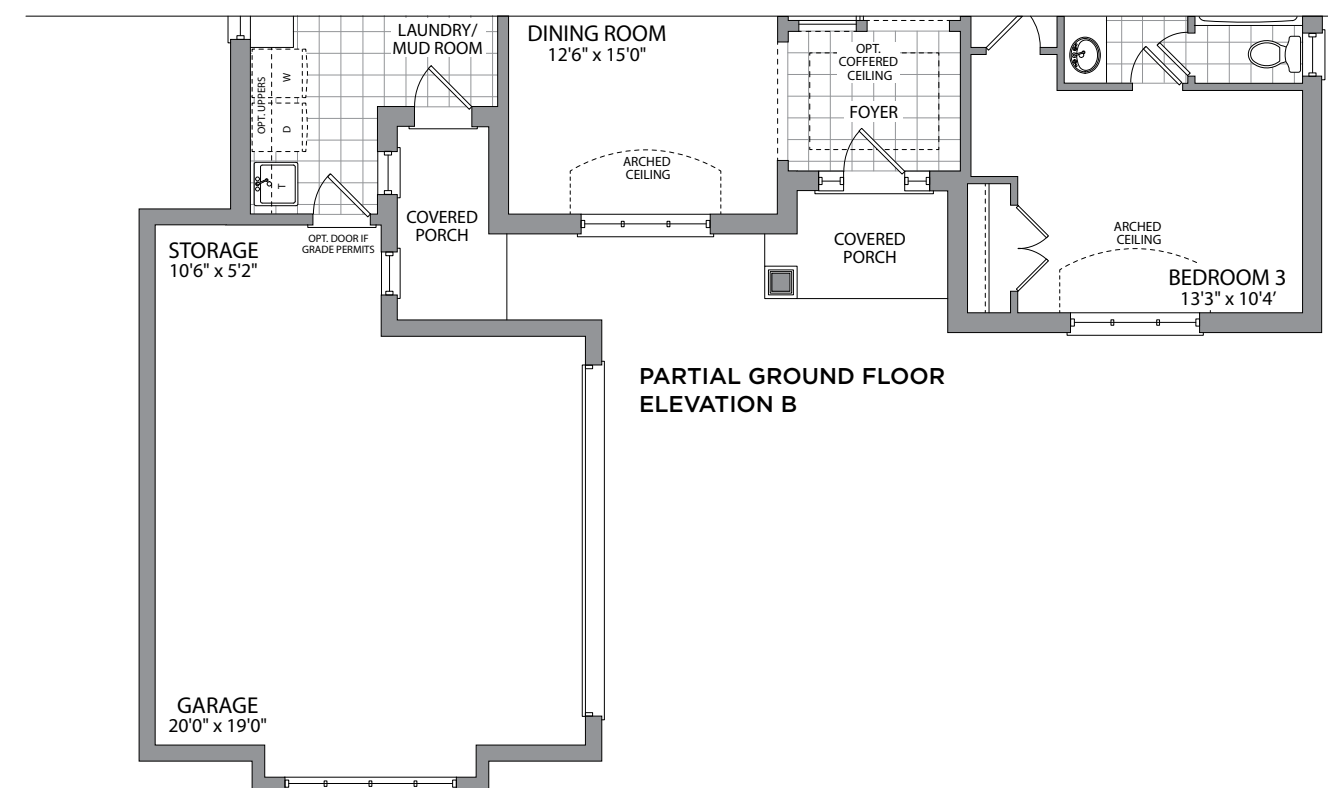 LAUNDRY/
MUD ROOM
OPT. UPPERS
W
D
T
DINING ROOM
12'6" x 15'0"
OPT.
COFFERED
CEILING
FOYER
ARCHED
CEILING
COVERED
PORCH
STORAGE
10'6" x 5'2"
OPT. DOOR IF
GRADE PERMITS
COVERED
PORCH
ARCHED
CEILING
BEDROOM 3
13'3" x 10'4'
PARTIAL GROUND FLOOR
ELEVATION B
GARAGE
20'0" x 19'0"